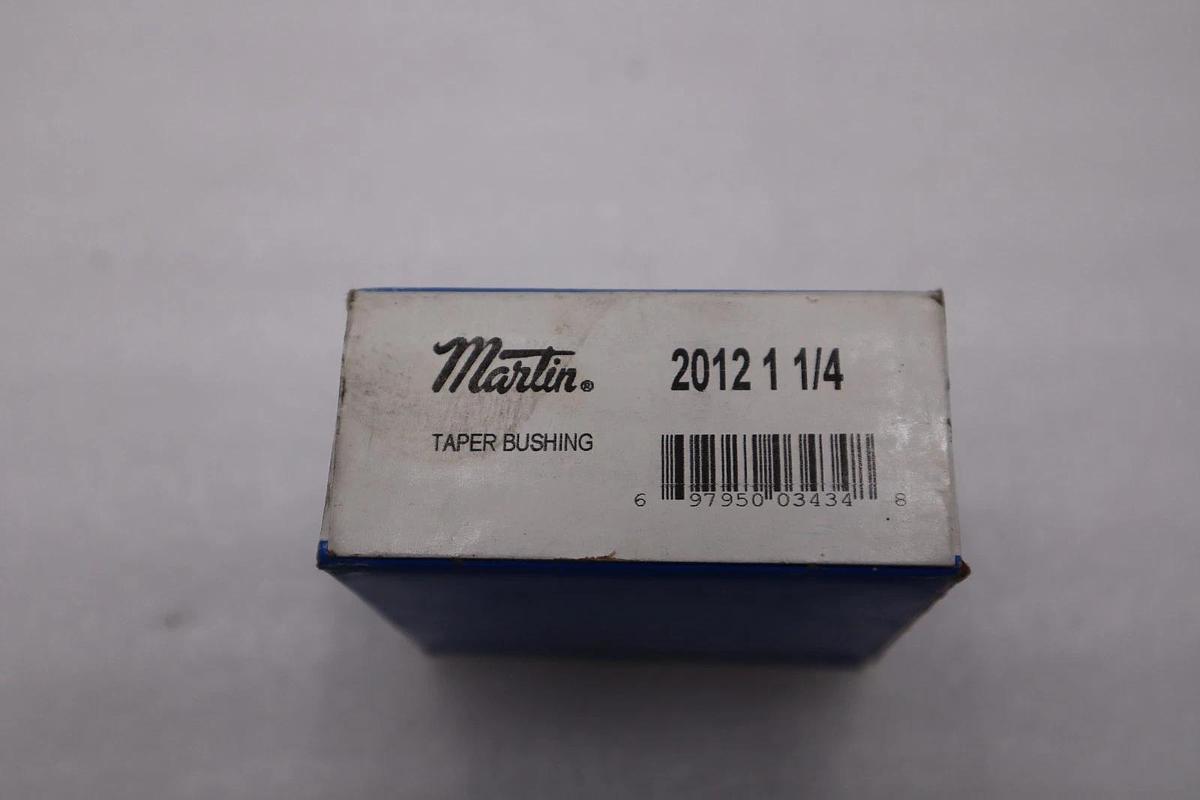 Martin®
2012 1 1/4
TAPER BUSHING
6 97950 03434 8